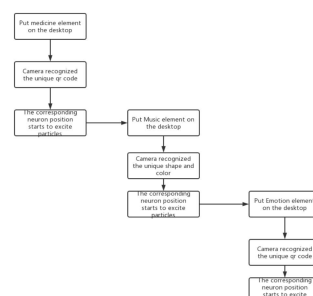 Put medicine element
on the desktop
Camera recognized
the unique qr code
The corresponding
neuron position
starts to excite
particles
Put Music element on
the desktop
Camera recognized
the unique shape and
color
The corresponding
neuron position
starts to excite
particles
Put Emotion element
on the desktop
Camera recognized
the unique qr code
The corresponding
neuron position
starts to excite